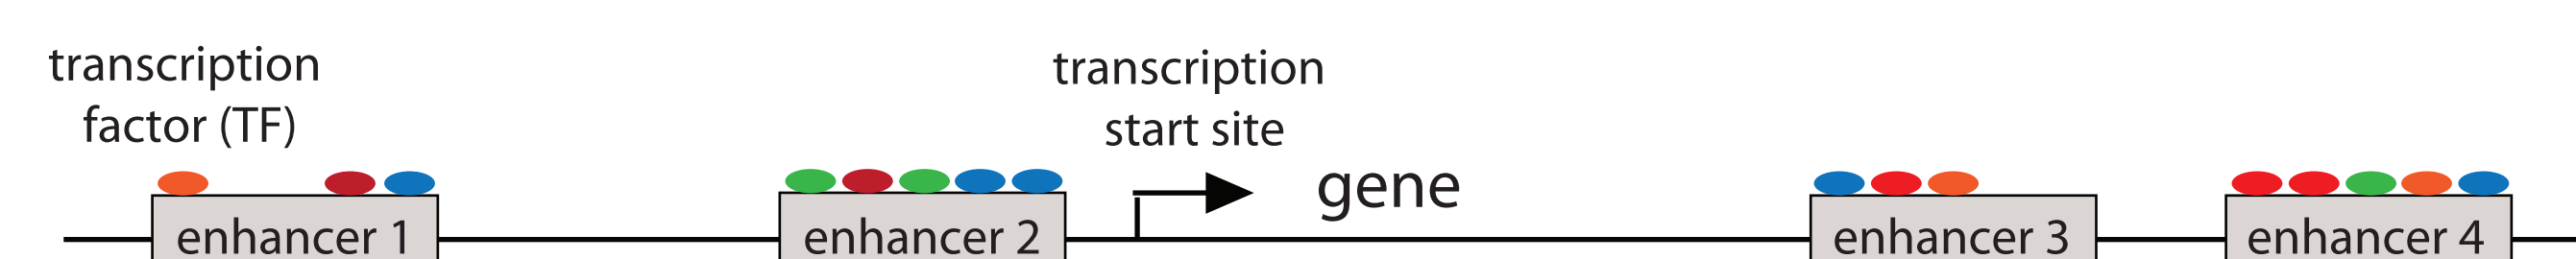 transcription
factor (TF)
transcription
start site
gene
enhancer 1
enhancer 2
enhancer 3
enhancer 4